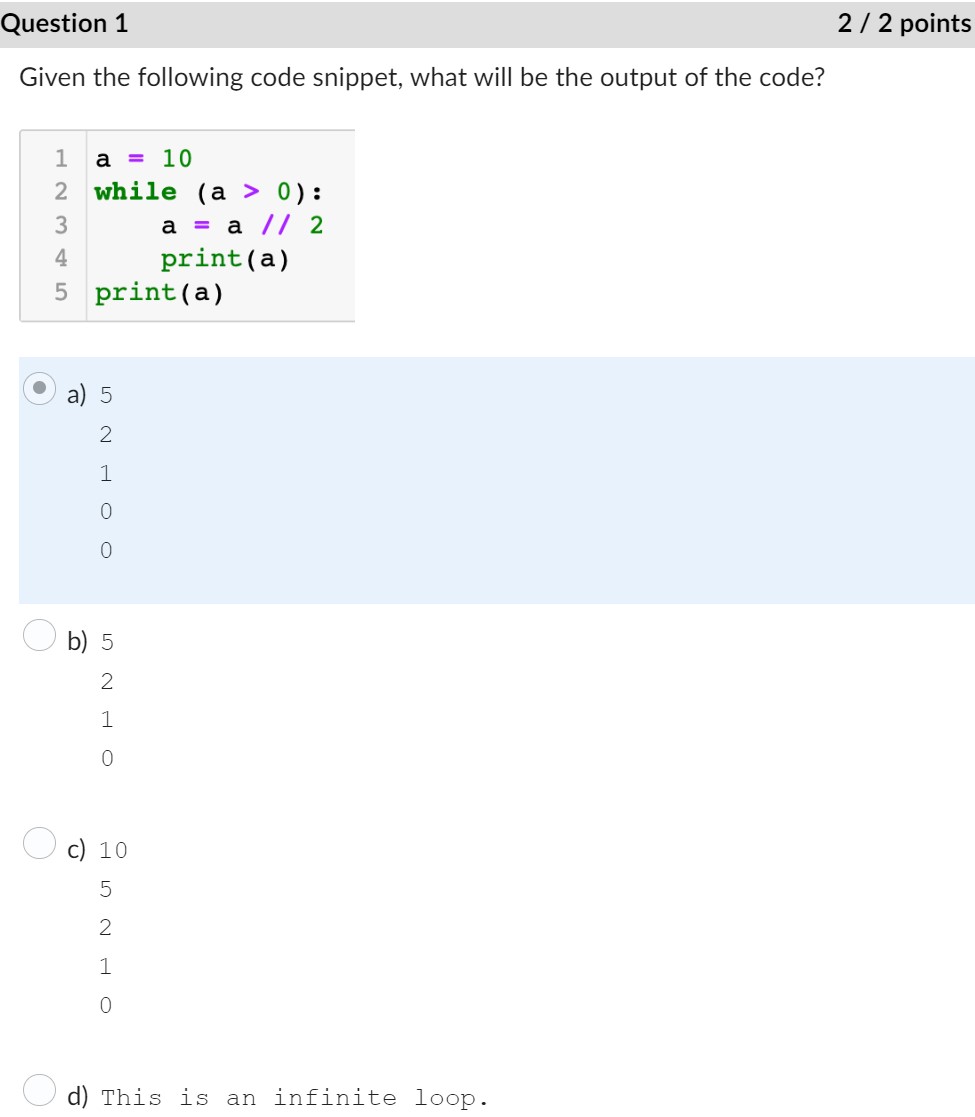 Question 1 2 / 2 points
Given the following code snippet, what will be the output of the code?
1 a = 10
2 while (a > 0):
3     a = a // 2
4     print(a)
5 print(a)
a) 5
2
1
0
0
b) 5
2
1
0
c) 10
5
2
1
0
d) This is an infinite loop.